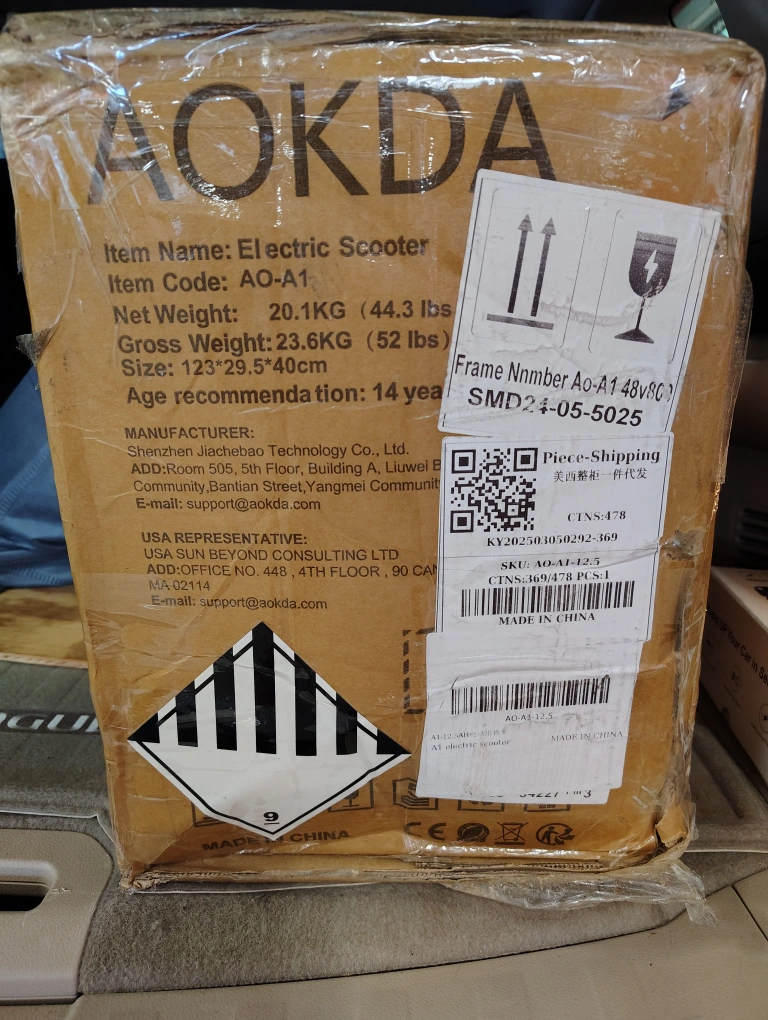 AOKDA
Item Name: Electric Scooter
Item Code: AO-A1
Net Weight: 20.1KG (44.3 lbs
Gross Weight: 23.6KG (52 lbs)
Size: 123*29.5*40cm
Age recommendation: 14 yea
MANUFACTURER:
Shenzhen Jiachebao Technology Co., Ltd.
ADD:Room 505, 5th Floor, Building A, Liuwei B
Community,Bantian Street,Yangmei Community
E-mail: support@aokda.com
USA REPRESENTATIVE:
USA SUN BEYOND CONSULTING LTD
ADD:OFFICE NO. 448 , 4TH FLOOR , 90 CAN
MA 02114
E-mail: support@aokda.com
9
MADE IN CHINA
CE
Frame Nnmber Ao-A1 48v80
SMD24-05-5025
Piece-Shipping
美西整柜一件代发
CTNS:478
KY202503050292-369
SKU: AO-A1-12.5
CTNS:369/478 PCS:1
MADE IN CHINA
AO-A1-12.5
A1 electric scooter
MADE IN CHINA
OGUE